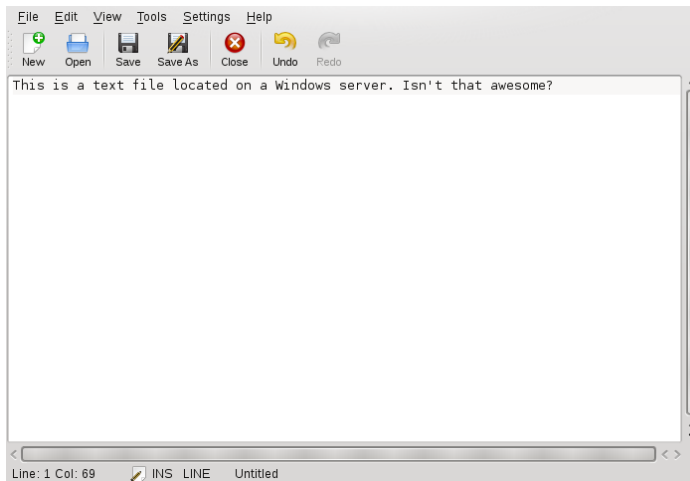 File Edit View Tools Settings Help
New Open Save Save As Close Undo Redo
This is a text file located on a Windows server. Isn't that awesome?
Line: 1 Col: 69 INS LINE Untitled